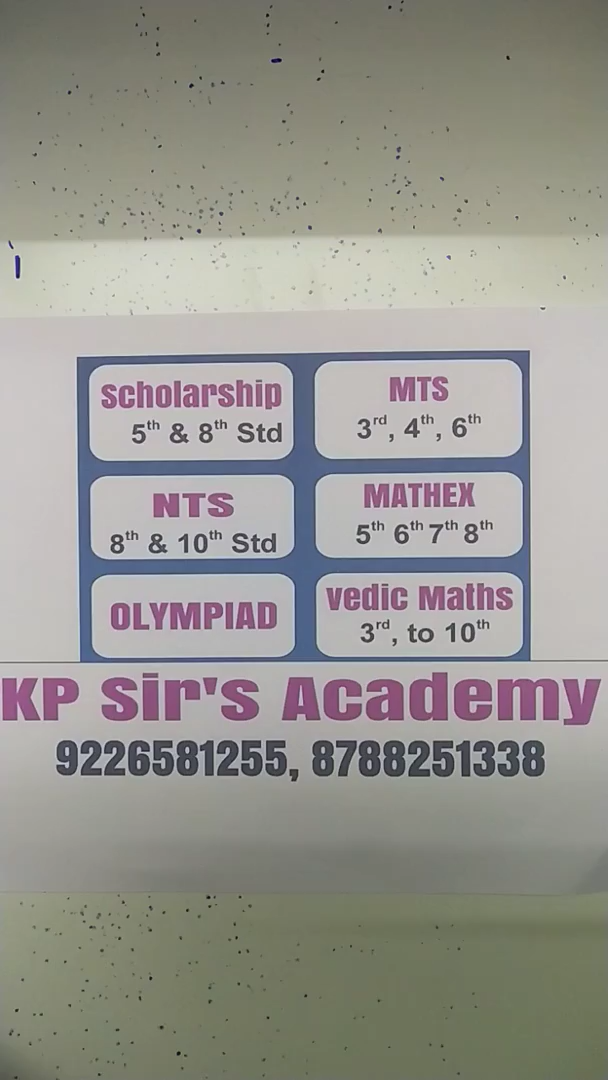 Scholarship
5th & 8th Std
MTS
3rd, 4th, 6th
NTS
8th & 10th Std
MATHEX
5th 6th 7th 8th
OLYMPIAD
Vedic Maths
3rd, to 10th
KP Sir's Academy
9226581255, 8788251338